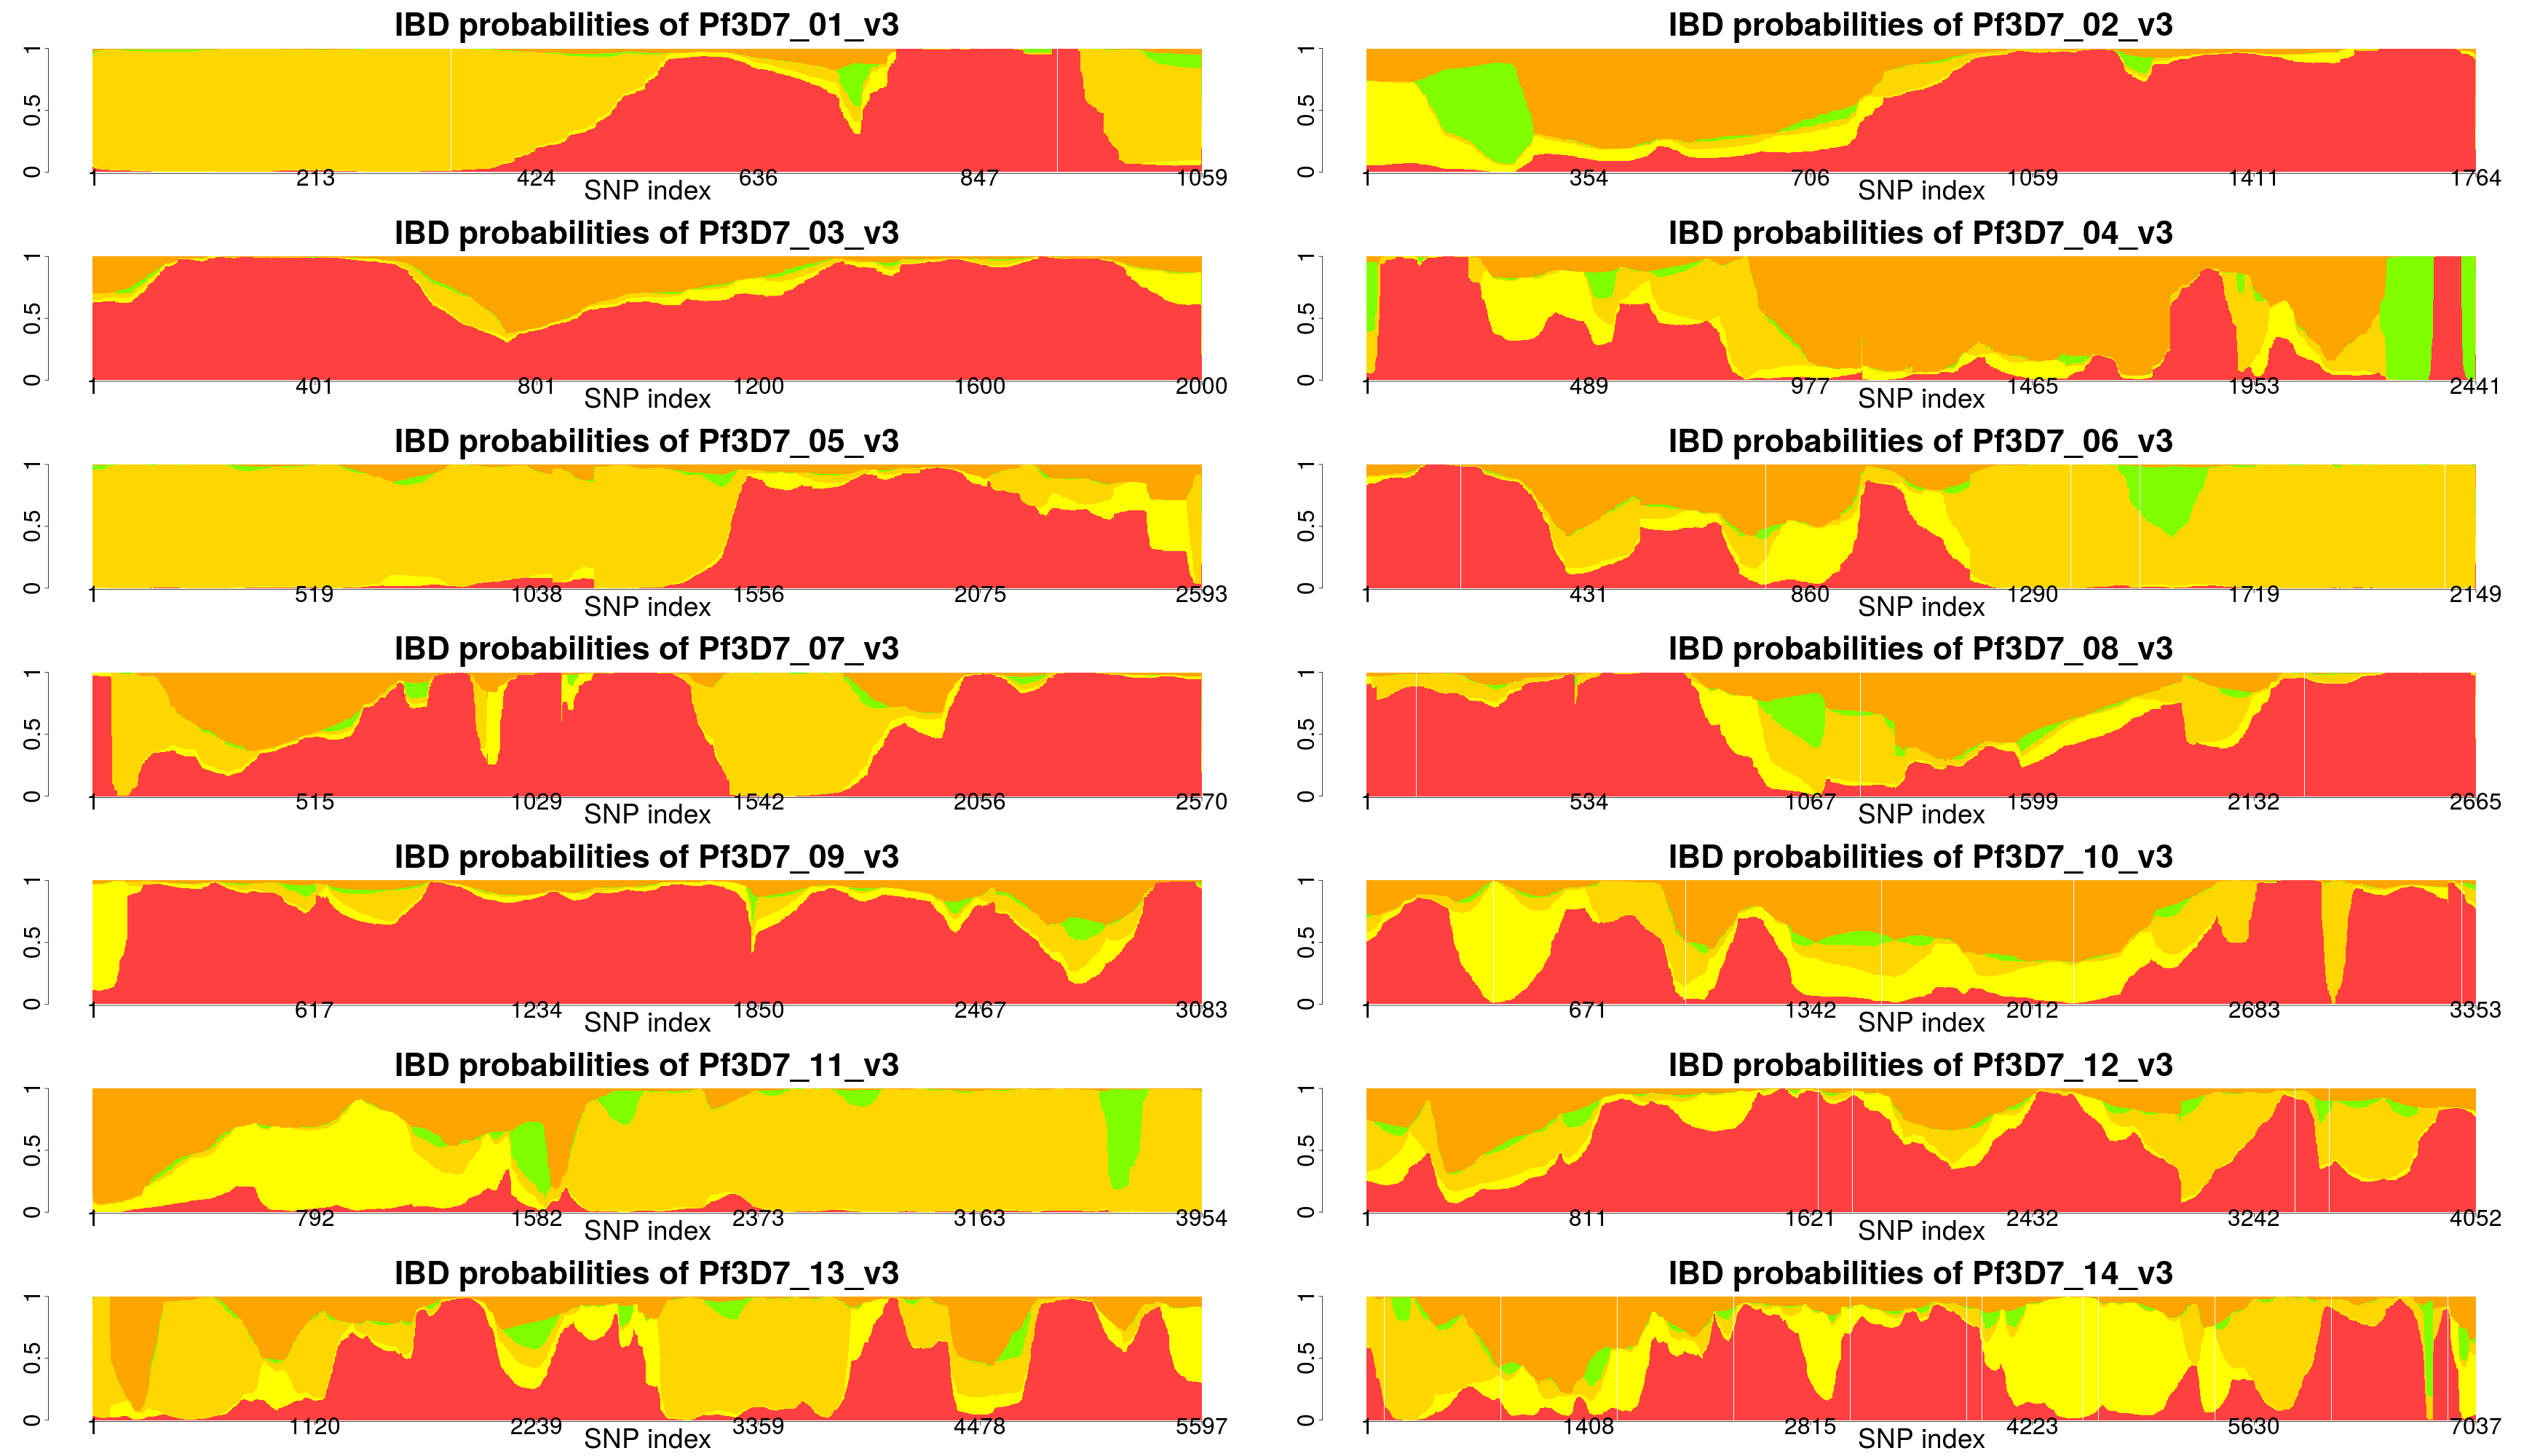 IBD probabilities of Pf3D7_01_v3
0 0.5 1
1 213 424 636 847 1059
SNP index
IBD probabilities of Pf3D7_02_v3
0 0.5 1
1 354 706 1059 1411 1764
SNP index
IBD probabilities of Pf3D7_03_v3
0 0.5 1
1 401 801 1200 1600 2000
SNP index
IBD probabilities of Pf3D7_04_v3
0 0.5 1
1 489 977 1465 1953 2441
SNP index
IBD probabilities of Pf3D7_05_v3
0 0.5 1
1 519 1038 1556 2075 2593
SNP index
IBD probabilities of Pf3D7_06_v3
0 0.5 1
1 431 860 1290 1719 2149
SNP index
IBD probabilities of Pf3D7_07_v3
0 0.5 1
1 515 1029 1542 2056 2570
SNP index
IBD probabilities of Pf3D7_08_v3
0 0.5 1
1 534 1067 1599 2132 2665
SNP index
IBD probabilities of Pf3D7_09_v3
0 0.5 1
1 617 1234 1850 2467 3083
SNP index
IBD probabilities of Pf3D7_10_v3
0 0.5 1
1 671 1342 2012 2683 3353
SNP index
IBD probabilities of Pf3D7_11_v3
0 0.5 1
1 792 1582 2373 3163 3954
SNP index
IBD probabilities of Pf3D7_12_v3
0 0.5 1
1 811 1621 2432 3242 4052
SNP index
IBD probabilities of Pf3D7_13_v3
0 0.5 1
1 1120 2239 3359 4478 5597
SNP index
IBD probabilities of Pf3D7_14_v3
0 0.5 1
1 1408 2815 4223 5630 7037
SNP index